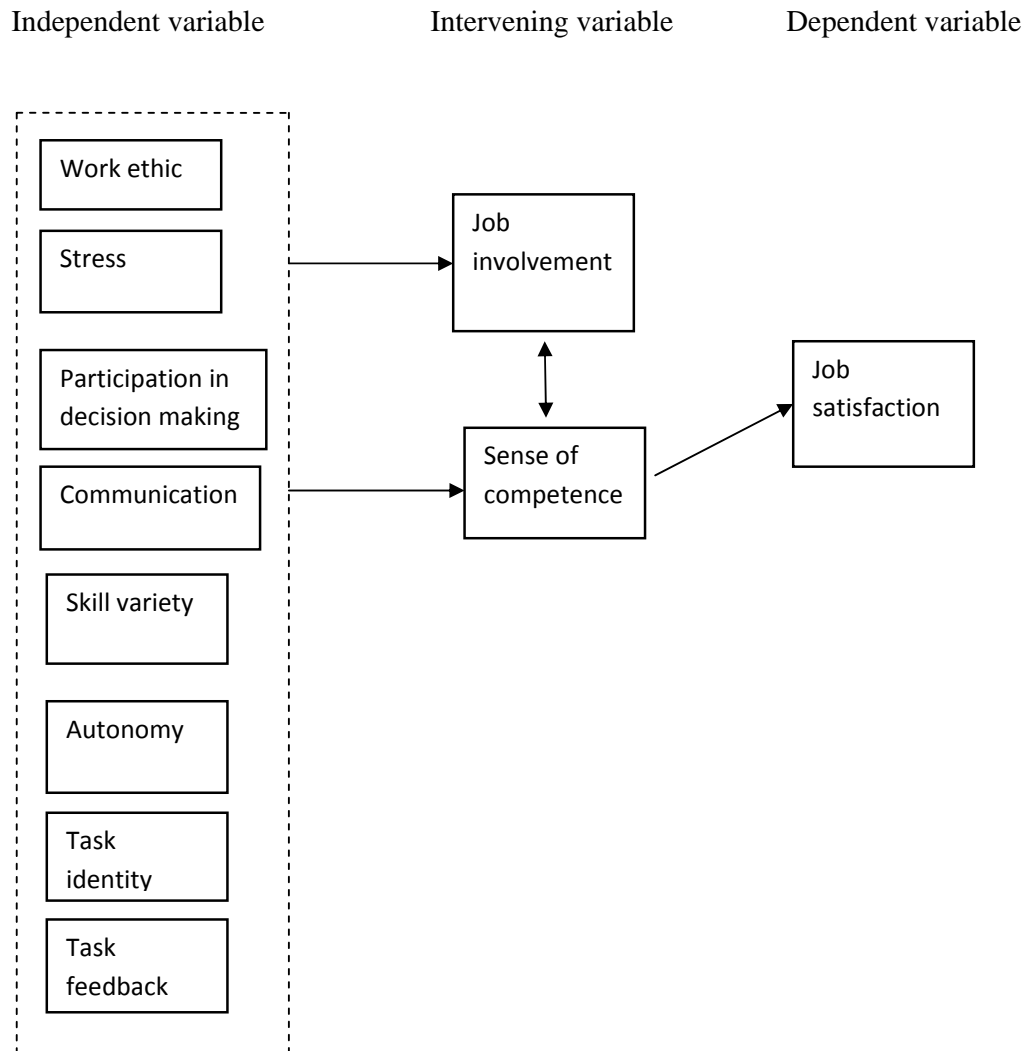 Independent variable
Intervening variable
Dependent variable
Work ethic
Stress
Participation in
decision making
Communication
Skill variety
Autonomy
Task
identity
Task
feedback
Job
involvement
Sense of
competence
Job
satisfaction